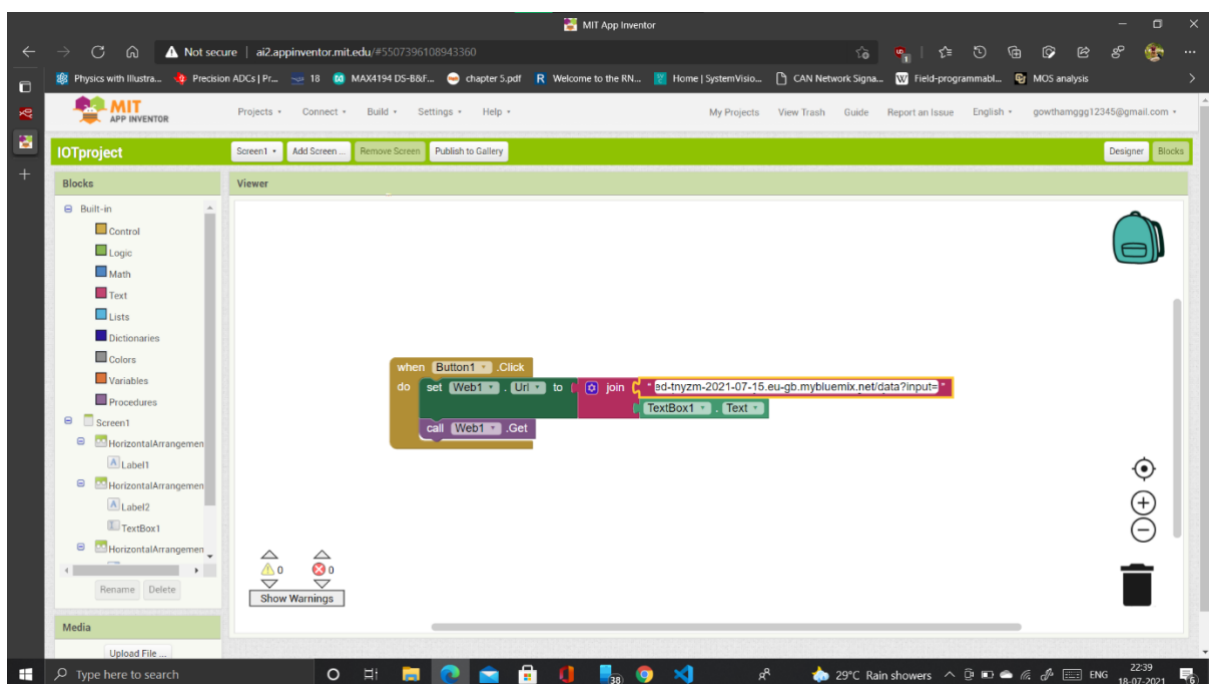 MIT App Inventor
Not secure | ai2.appinventor.mit.edu/#5507396108943360
Physics with Illustra... Precision ADCs | Pr... 18 MAX4194 DS-B&F... chapter 5.pdf Welcome to the RN... Home | SystemVisio... CAN Network Signa... Field-programmabl... MOS analysis
MIT
APP INVENTOR
Projects Connect Build Settings Help My Projects View Trash Guide Report an Issue English gowthamggg12345@gmail.com
IOTproject Screen1 Add Screen ... Remove Screen Publish to Gallery Designer Blocks
Blocks Viewer
Built-in
Control
Logic
Math
Text
Lists
Dictionaries
Colors
Variables
Procedures
Screen1
HorizontalArrangemen
Label1
HorizontalArrangemen
Label2
TextBox1
HorizontalArrangemen
Rename Delete
Media
Upload File ...
when Button1 .Click
do set Web1 . Url to join " ed-tnyzm-2021-07-15.eu-gb.mybluemix.net/data?input= "
TextBox1 . Text
call Web1 .Get
0 0
Show Warnings
Type here to search 38 29°C Rain showers ENG 22:39
18-07-2021 6